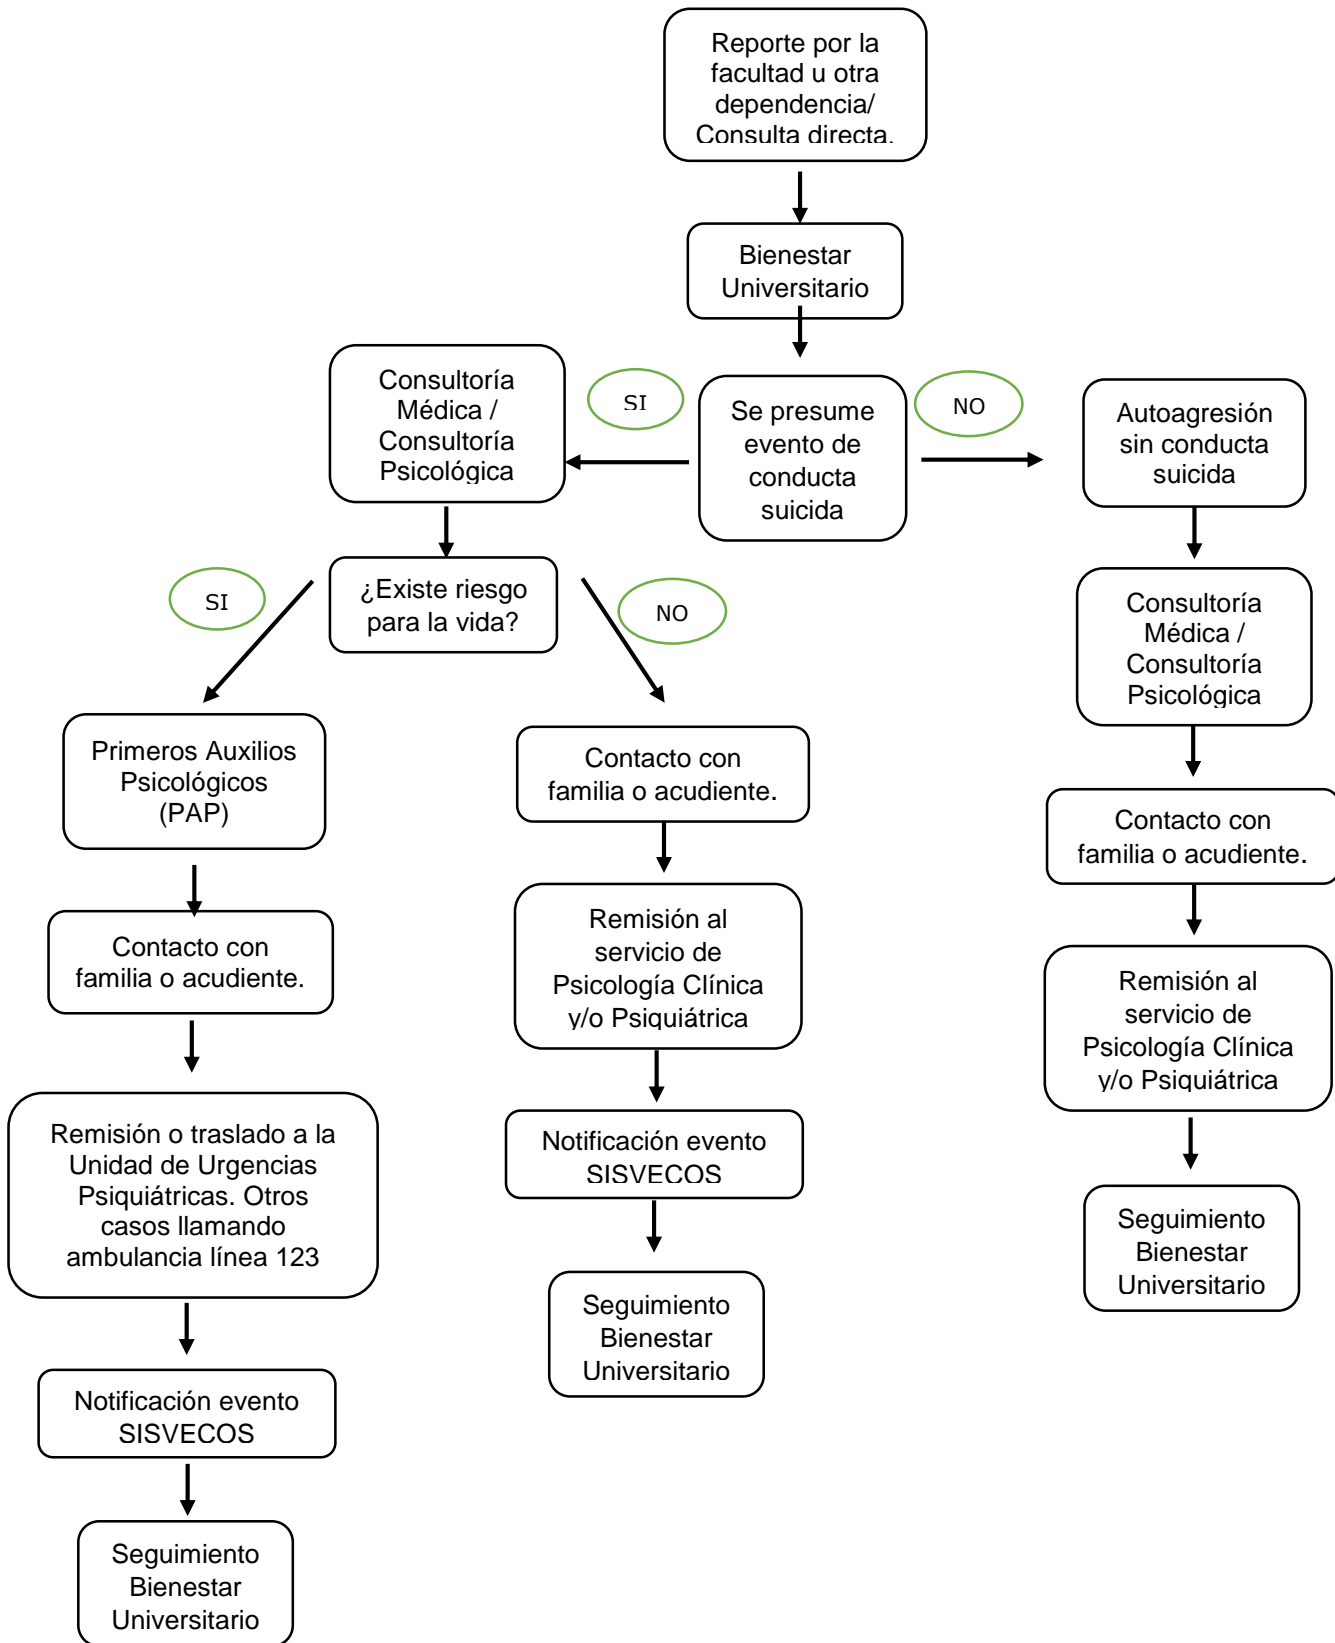 Reporte por la
facultad u otra
dependencia/
Consulta directa.
Bienestar
Universitario
Consultoría
Médica /
Consultoría
Psicológica
SI
Se presume
evento de
conducta
suicida
NO
Autoagresión
sin conducta
suicida
SI
¿Existe riesgo
para la vida?
NO
Consultoría
Médica /
Consultoría
Psicológica
Primeros Auxilios
Psicológicos
(PAP)
Contacto con
familia o acudiente.
Contacto con
familia o acudiente.
Contacto con
familia o acudiente.
Remisión al
servicio de
Psicología Clínica
y/o Psiquiátrica
Remisión al
servicio de
Psicología Clínica
y/o Psiquiátrica
Remisión o traslado a la
Unidad de Urgencias
Psiquiátricas. Otros
casos llamando
ambulancia línea 123
Notificación evento
SISVECOS
Seguimiento
Bienestar
Universitario
Seguimiento
Bienestar
Universitario
Notificación evento
SISVECOS
Seguimiento
Bienestar
Universitario